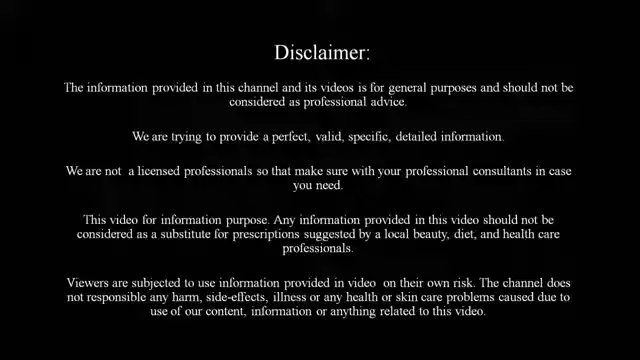 Disclaimer:
The information provided in this channel and its videos is for general purposes and should not be
considered as professional advice.
We are trying to provide a perfect, valid, specific, detailed information.
We are not a licensed professionals so that make sure with your professional consultants in case
you need.
This video for information purpose. Any information provided in this video should not be
considered as a substitute for prescriptions suggested by a local beauty, diet, and health care
professionals.
Viewers are subjected to use information provided in video on their own risk. The channel does
not responsible any harm, side-effects, illness or any health or skin care problems caused due to
use of our content, information or anything related to this video.